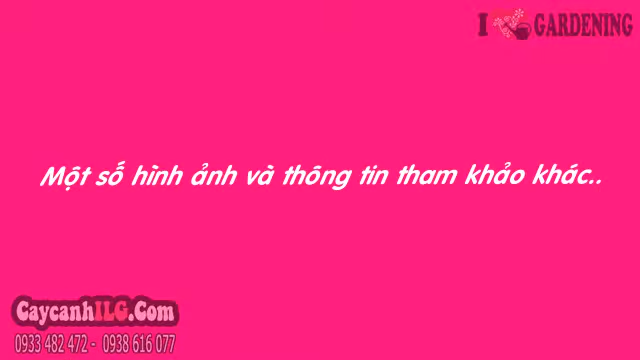 I GARDENING
Một số hình ảnh và thông tin tham khảo khác..
CaycanhILG.Com
0933 482 472 - 0938 616 077